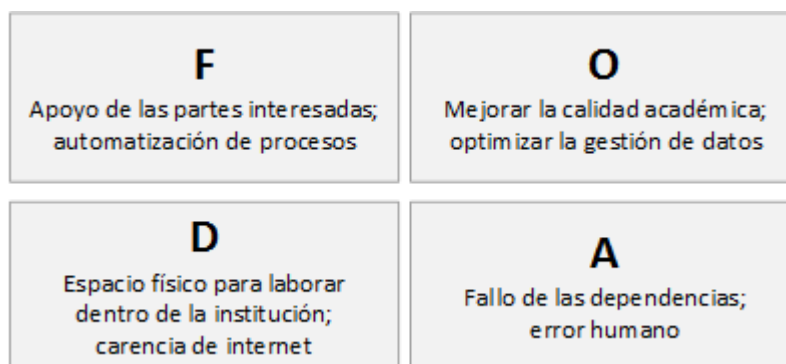 F
Apoyo de las partes interesadas;
automatización de procesos
O
Mejorar la calidad académica;
optimizar la gestión de datos
D
Espacio físico para laborar
dentro de la institución;
carencia de internet
A
Fallo de las dependencias;
error humano